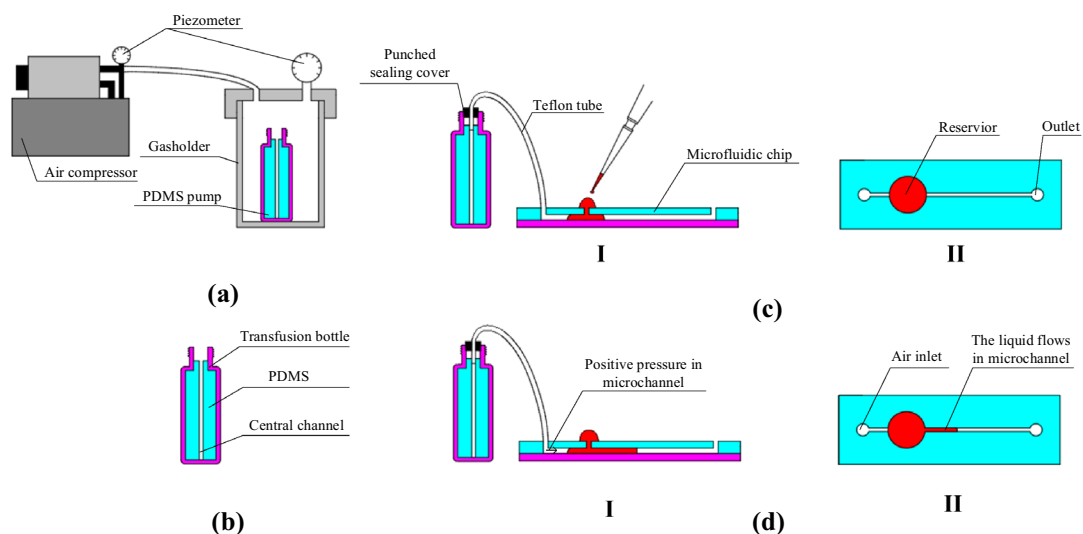 Piezometer
Gasholder
Air compressor
PDMS pump
(a)
Punched
sealing cover
Teflon tube
Microfluidic chip
I
Reservior
Outlet
II
(c)
Transfusion bottle
PDMS
Central channel
(b)
Positive pressure in
microchannel
I
Air inlet
The liquid flows
in microchannel
II
(d)